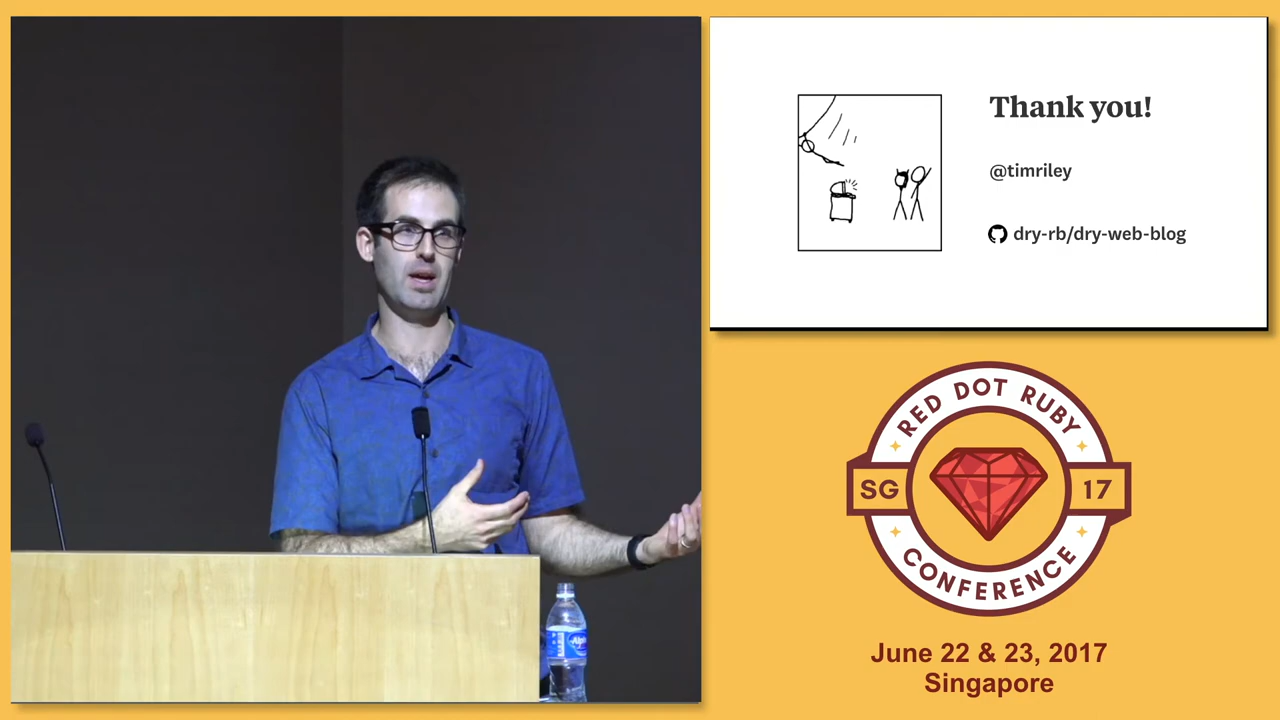 Thank you!
@timriley
dry-rb/dry-web-blog
RED DOT RUBY
SG 17
CONFERENCE
June 22 & 23, 2017
Singapore